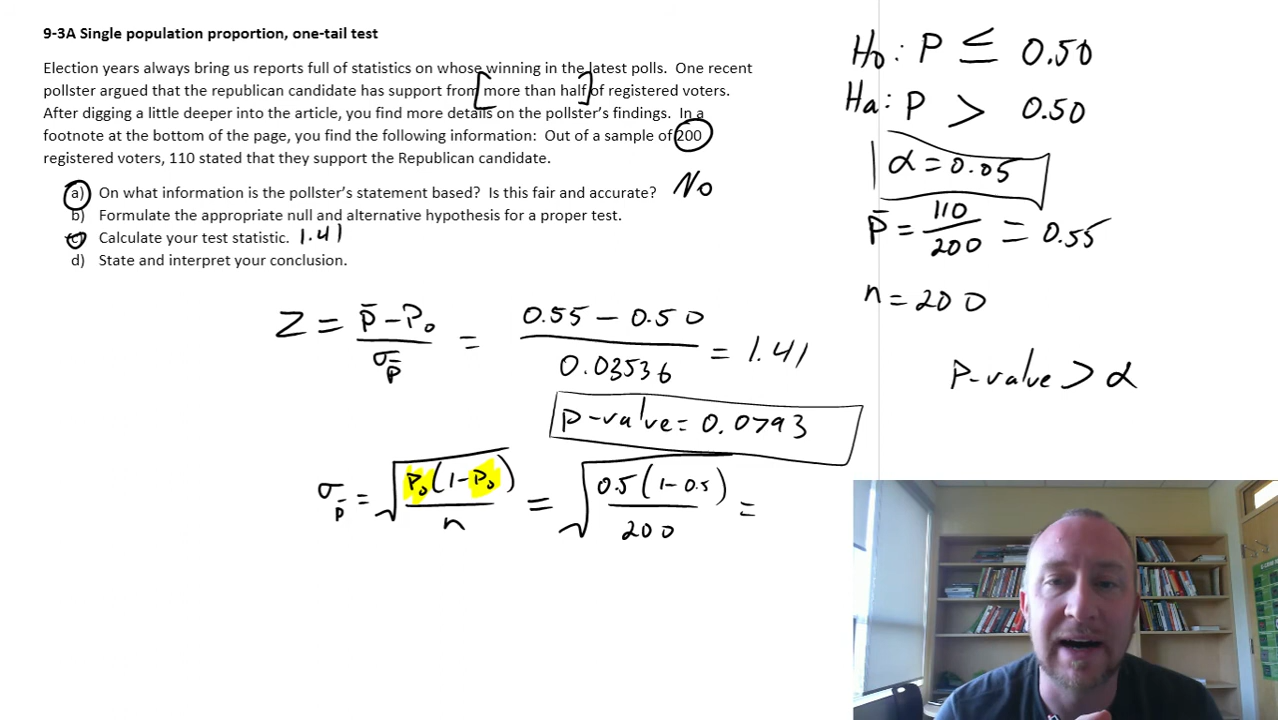 9-3A Single population proportion, one-tail test
Election years always bring us reports full of statistics on whose winning in the latest polls. One recent
pollster argued that the republican candidate has support from [more than half] of registered voters.
After digging a little deeper into the article, you find more details on the pollster's findings. In a
footnote at the bottom of the page, you find the following information: Out of a sample of 200
registered voters, 110 stated that they support the Republican candidate.
a) On what information is the pollster's statement based? Is this fair and accurate? No
b) Formulate the appropriate null and alternative hypothesis for a proper test.
c) Calculate your test statistic. 1.41
d) State and interpret your conclusion.
Z = p̄ - P₀ / σp̄ = 0.55 - 0.50 / 0.03536 = 1.41
p-value = 0.0793
σp̄ = √P₀(1-P₀) / n = √0.5(1-0.5) / 200 =
H₀: P ≤ 0.50
Ha: P > 0.50
α = 0.05
p̄ = 110 / 200 = 0.55
n = 200
P-value > α